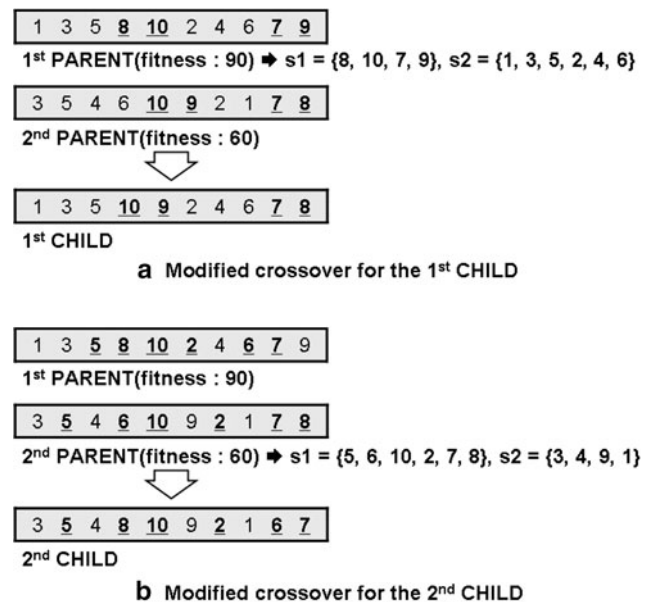 1 3 5 8 10 2 4 6 7 9
1st PARENT(fitness : 90) ➔ s1 = {8, 10, 7, 9}, s2 = {1, 3, 5, 2, 4, 6}
3 5 4 6 10 9 2 1 7 8
2nd PARENT(fitness : 60)
1 3 5 10 9 2 4 6 7 8
1st CHILD
a Modified crossover for the 1st CHILD
1 3 5 8 10 2 4 6 7 9
1st PARENT(fitness : 90)
3 5 4 6 10 9 2 1 7 8
2nd PARENT(fitness : 60) ➔ s1 = {5, 6, 10, 2, 7, 8}, s2 = {3, 4, 9, 1}
3 5 4 8 10 9 2 1 6 7
2nd CHILD
b Modified crossover for the 2nd CHILD